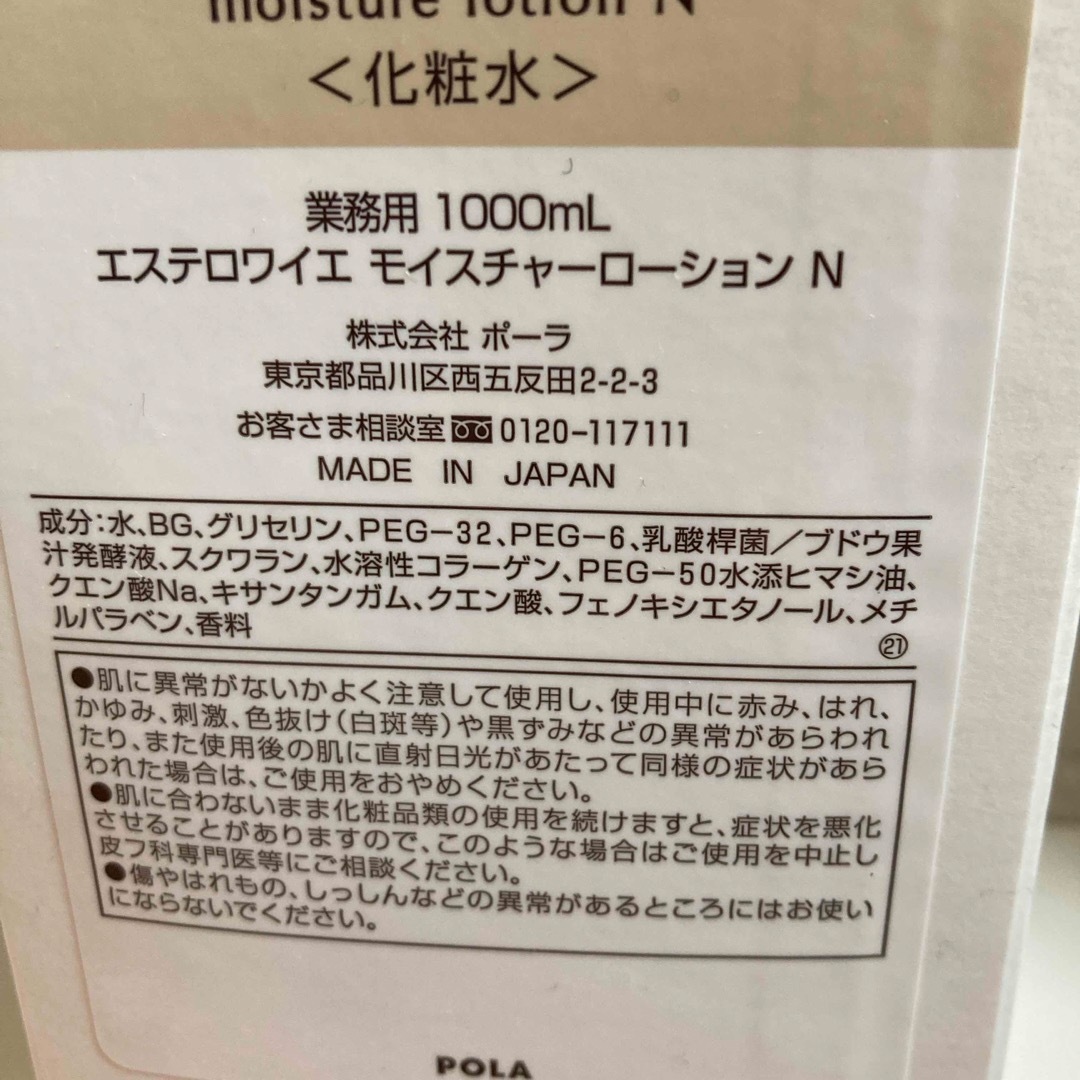 moisture lotion N
＜化粧水＞
業務用 1000mL
エステロワイエ モイスチャーローション N
株式会社 ポーラ
東京都品川区西五反田2-2-3
お客さま相談室 0120-117111
MADE IN JAPAN
成分:水、BG、グリセリン、PEG-32、PEG-6、乳酸桿菌／ブドウ果
汁発酵液、スクワラン、水溶性コラーゲン、PEG-50水添ヒマシ油、
クエン酸Na、キサンタンガム、クエン酸、フェノキシエタノール、メチ
ルパラベン、香料
㉑
●肌に異常がないかよく注意して使用し、使用中に赤み、はれ、
かゆみ、刺激、色抜け(白斑等)や黒ずみなどの異常があらわれ
たり、また使用後の肌に直射日光があたって同様の症状があら
われた場合は、ご使用をおやめください。
●肌に合わないまま化粧品類の使用を続けますと、症状を悪化
させることがありますので、このような場合はご使用を中止し
皮フ科専門医等にご相談ください。
●傷やはれもの、しっしんなどの異常があるところにはお使い
にならないでください。
POLA